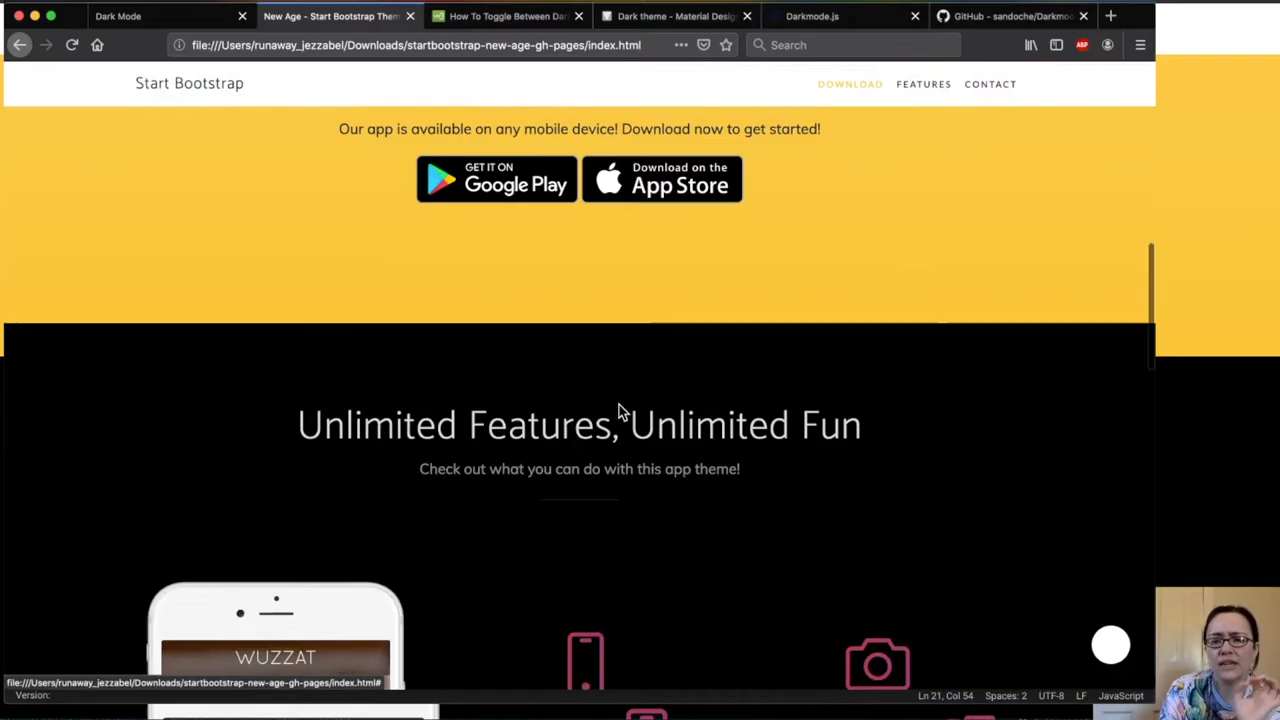 Dark Mode
New Age - Start Bootstrap Them
How To Toggle Between Dar
Dark theme - Material Desig
Darkmode.js
GitHub - sandoche/Darkmo
file:///Users/runaway_jezzabel/Downloads/startbootstrap-new-age-gh-pages/index.html
Search
ABP
Start Bootstrap
DOWNLOAD
FEATURES
CONTACT
Our app is available on any mobile device! Download now to get started!
GET IT ON
Google Play
Download on the
App Store
Unlimited Features, Unlimited Fun
Check out what you can do with this app theme!
WUZZAT
file:///Users/runaway_jezzabel/Downloads/startbootstrap-new-age-gh-pages/index.html#
Version:
Ln 21, Col 54
Spaces: 2
UTF-8
LF
JavaScript